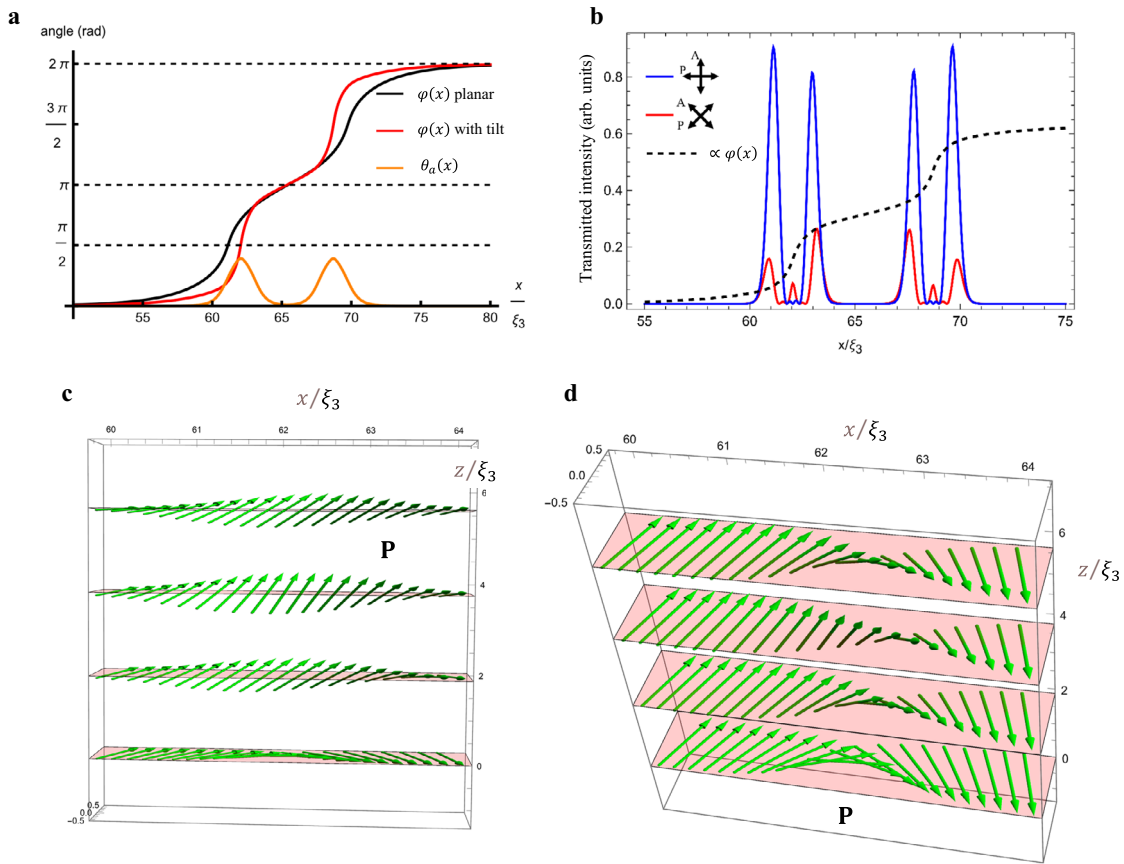 a
angle (rad)
2 π
3 π
2
π
π
2
φ(x) planar
φ(x) with tilt
θa(x)
55
60
65
70
75
80
x
ξ3
b
Transmitted intensity (arb. units)
0.8
0.6
0.4
0.2
0.0
P
A
A
P
∝ φ(x)
55
60
65
70
75
x/ξ3
c
x/ξ3
60
61
62
63
64
z/ξ3
6
P
4
2
0
0.5
0.0
-0.5
d
x/ξ3
0.5
0.0
-0.5
60
61
62
63
64
6
z/ξ3
4
2
0
P